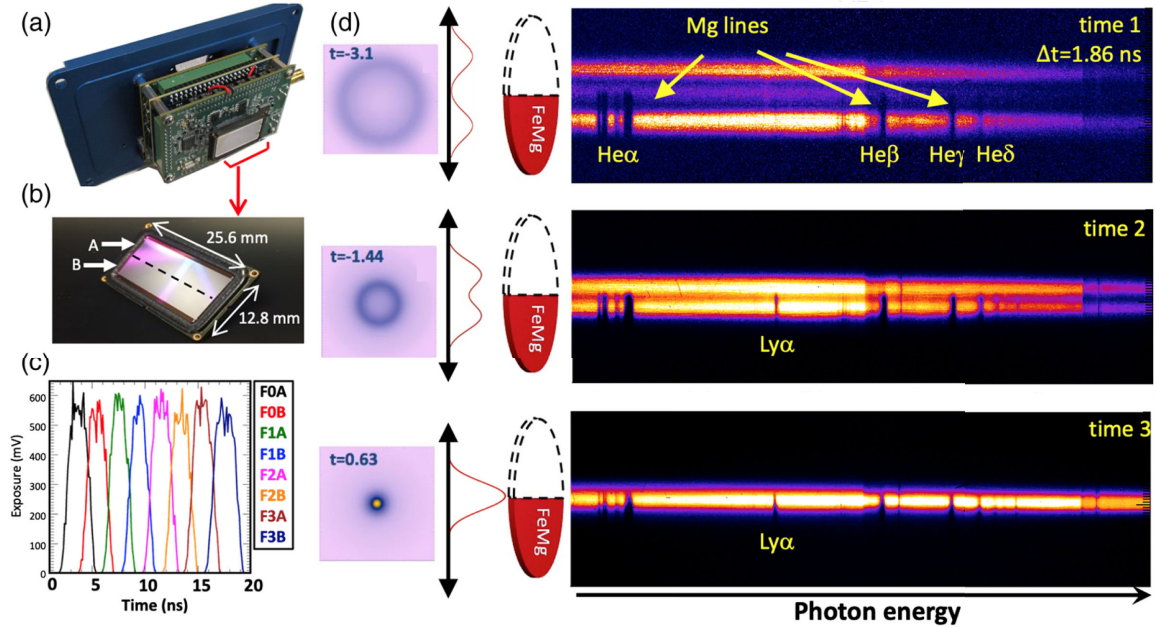 (a)
(b)
A
B
25.6 mm
12.8 mm
(c)
Exposure (mV)
600
500
400
300
200
100
0
0
5
10
15
20
Time (ns)
F0A
F0B
F1A
F1B
F2A
F2B
F3A
F3B
(d)
t=-3.1
FeMg
Mg lines
time 1
Δt=1.86 ns
Heα
Heβ
Heγ
Heδ
t=-1.44
FeMg
time 2
Lyα
t=0.63
FeMg
time 3
Lyα
Photon energy